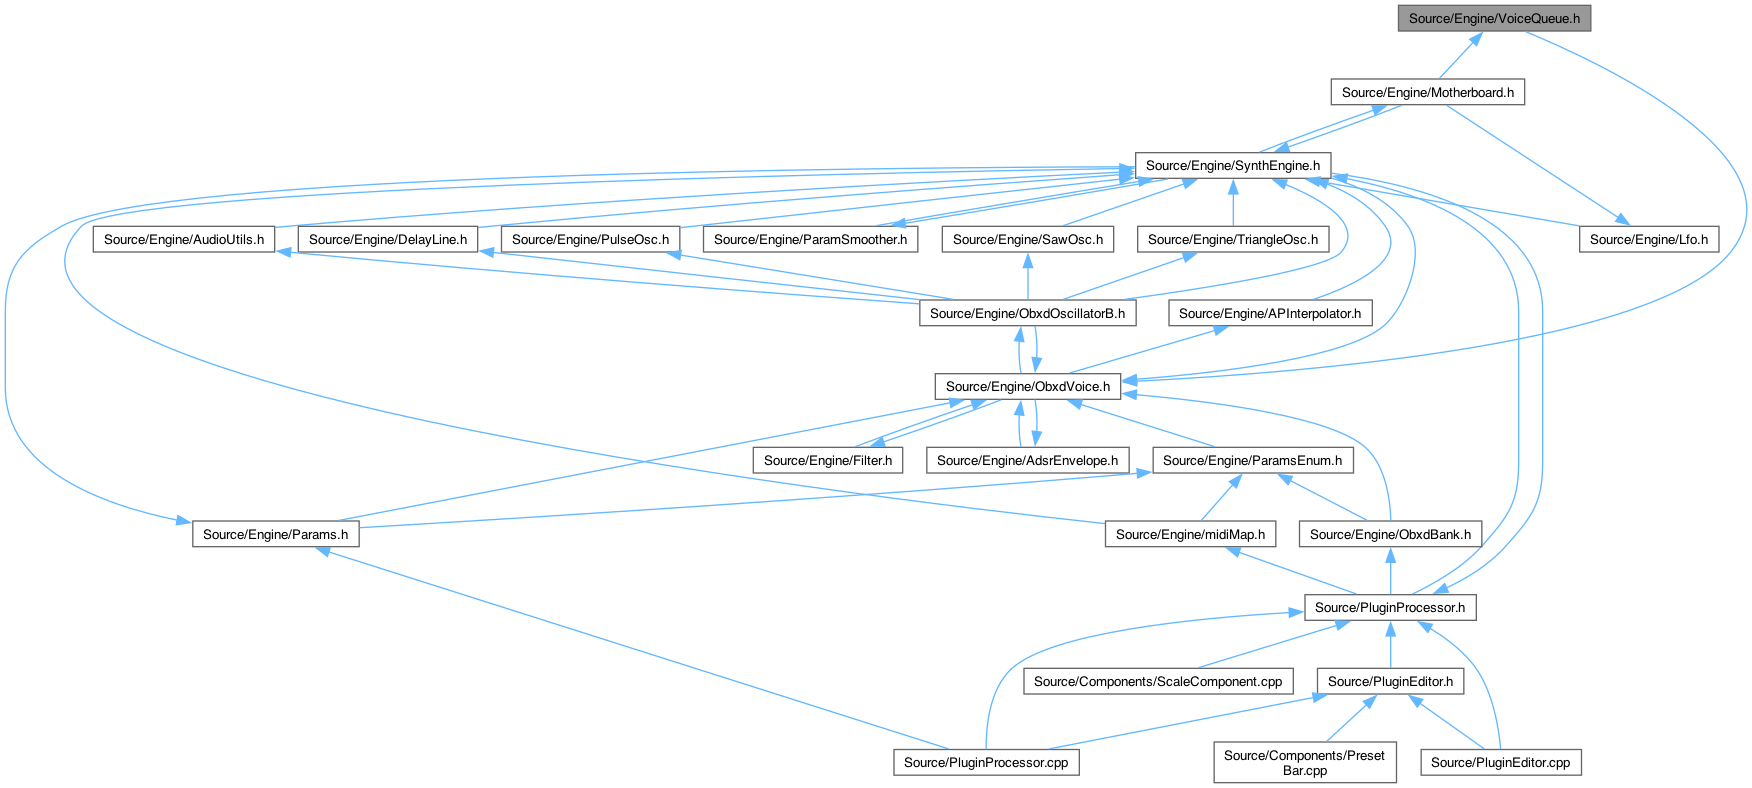 Source/Engine/VoiceQueue.h
Source/Engine/Motherboard.h
Source/Engine/SynthEngine.h
Source/Engine/AudioUtils.h
Source/Engine/DelayLine.h
Source/Engine/PulseOsc.h
Source/Engine/ParamSmoother.h
Source/Engine/SawOsc.h
Source/Engine/TriangleOsc.h
Source/Engine/Lfo.h
Source/Engine/ObxdOscillatorB.h
Source/Engine/APInterpolator.h
Source/Engine/ObxdVoice.h
Source/Engine/Filter.h
Source/Engine/AdsrEnvelope.h
Source/Engine/ParamsEnum.h
Source/Engine/Params.h
Source/Engine/midiMap.h
Source/Engine/ObxdBank.h
Source/PluginProcessor.h
Source/Components/ScaleComponent.cpp
Source/PluginEditor.h
Source/PluginProcessor.cpp
Source/Components/Preset
Bar.cpp
Source/PluginEditor.cpp